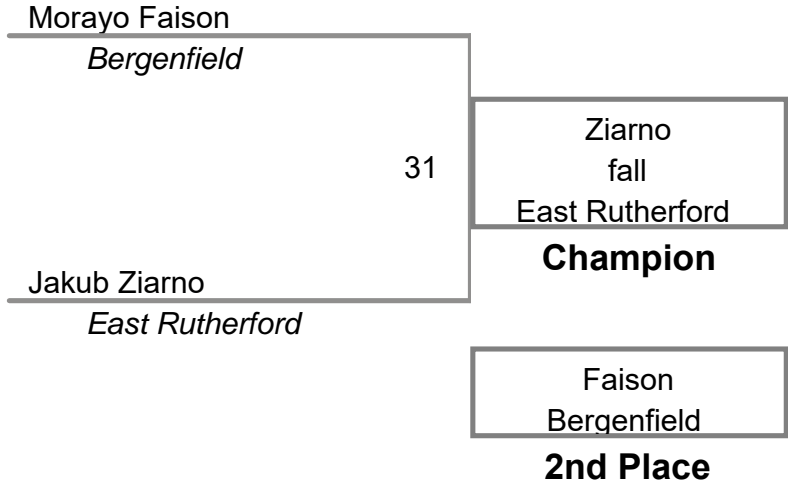 Morayo Faison
Bergenfield
31
Ziarno
fall
East Rutherford
Champion
Jakub Ziarno
East Rutherford
Faison
Bergenfield
2nd Place